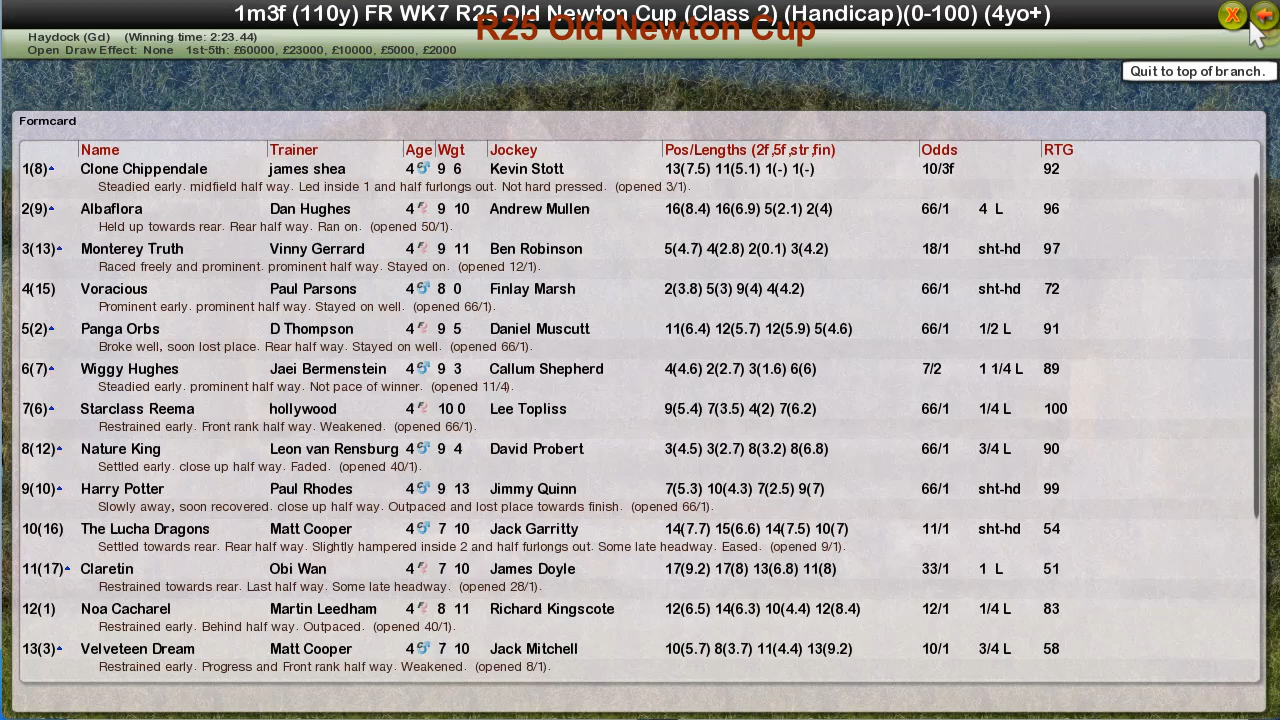 1m3f (110y) FR WK7 R25 Old Newton Cup (Class 2) (Handicap)(0-100) (4yo+)
R25 Old Newton Cup
Haydock (Gd) (Winning time: 2:23.44)
Open Draw Effect: None 1st-5th: £60000, £23000, £10000, £5000, £2000
Quit to top of branch.
Formcard
Name Trainer Age Wgt Jockey Pos/Lengths (2f,5f,str,fin) Odds RTG
1(8) Clone Chippendale james shea 4 9 6 Kevin Stott 13(7.5) 11(5.1) 1(-) 1(-) 10/3f 92
Steadied early. midfield half way. Led inside 1 and half furlongs out. Not hard pressed. (opened 3/1).
2(9) Albaflora Dan Hughes 4 9 10 Andrew Mullen 16(8.4) 16(6.9) 5(2.1) 2(4) 66/1 4 L 96
Held up towards rear. Rear half way. Ran on. (opened 50/1).
3(13) Monterey Truth Vinny Gerrard 4 9 11 Ben Robinson 5(4.7) 4(2.8) 2(0.1) 3(4.2) 18/1 sht-hd 97
Raced freely and prominent. prominent half way. Stayed on. (opened 12/1).
4(15) Voracious Paul Parsons 4 8 0 Finlay Marsh 2(3.8) 5(3) 9(4) 4(4.2) 66/1 sht-hd 72
Prominent early. prominent half way. Stayed on well. (opened 66/1).
5(2) Panga Orbs D Thompson 4 9 5 Daniel Muscutt 11(6.4) 12(5.7) 12(5.9) 5(4.6) 66/1 1/2 L 91
Broke well, soon lost place. Rear half way. Stayed on well. (opened 66/1).
6(7) Wiggy Hughes Jaei Bermenstein 4 9 3 Callum Shepherd 4(4.6) 2(2.7) 3(1.6) 6(6) 7/2 1 1/4 L 89
Steadied early. prominent half way. Not pace of winner. (opened 11/4).
7(6) Starclass Reema hollywood 4 10 0 Lee Topliss 9(5.4) 7(3.5) 4(2) 7(6.2) 66/1 1/4 L 100
Restrained early. Front rank half way. Weakened. (opened 66/1).
8(12) Nature King Leon van Rensburg 4 9 4 David Probert 3(4.5) 3(2.7) 8(3.2) 8(6.8) 66/1 3/4 L 90
Settled early. close up half way. Faded. (opened 40/1).
9(10) Harry Potter Paul Rhodes 4 9 13 Jimmy Quinn 7(5.3) 10(4.3) 7(2.5) 9(7) 66/1 sht-hd 99
Slowly away, soon recovered. close up half way. Outpaced and lost place towards finish. (opened 66/1).
10(16) The Lucha Dragons Matt Cooper 4 7 10 Jack Garritty 14(7.7) 15(6.6) 14(7.5) 10(7) 11/1 sht-hd 54
Settled towards rear. Rear half way. Slightly hampered inside 2 and half furlongs out. Some late headway. Eased. (opened 9/1).
11(17) Claretin Obi Wan 4 7 10 James Doyle 17(9.2) 17(8) 13(6.8) 11(8) 33/1 1 L 51
Restrained towards rear. Last half way. Some late headway. (opened 28/1).
12(1) Noa Cacharel Martin Leedham 4 8 11 Richard Kingscote 12(6.5) 14(6.3) 10(4.4) 12(8.4) 12/1 1/4 L 83
Restrained early. Behind half way. Outpaced. (opened 40/1).
13(3) Velveteen Dream Matt Cooper 4 7 10 Jack Mitchell 10(5.7) 8(3.7) 11(4.4) 13(9.2) 10/1 3/4 L 58
Restrained early. Progress and Front rank half way. Weakened. (opened 8/1).